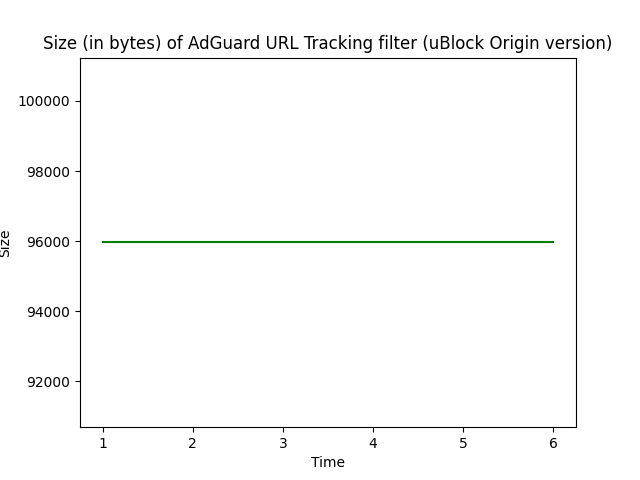 Size (in bytes) of AdGuard URL Tracking filter (uBlock Origin version)
100000
98000
96000
94000
92000
Size
1 2 3 4 5 6
Time